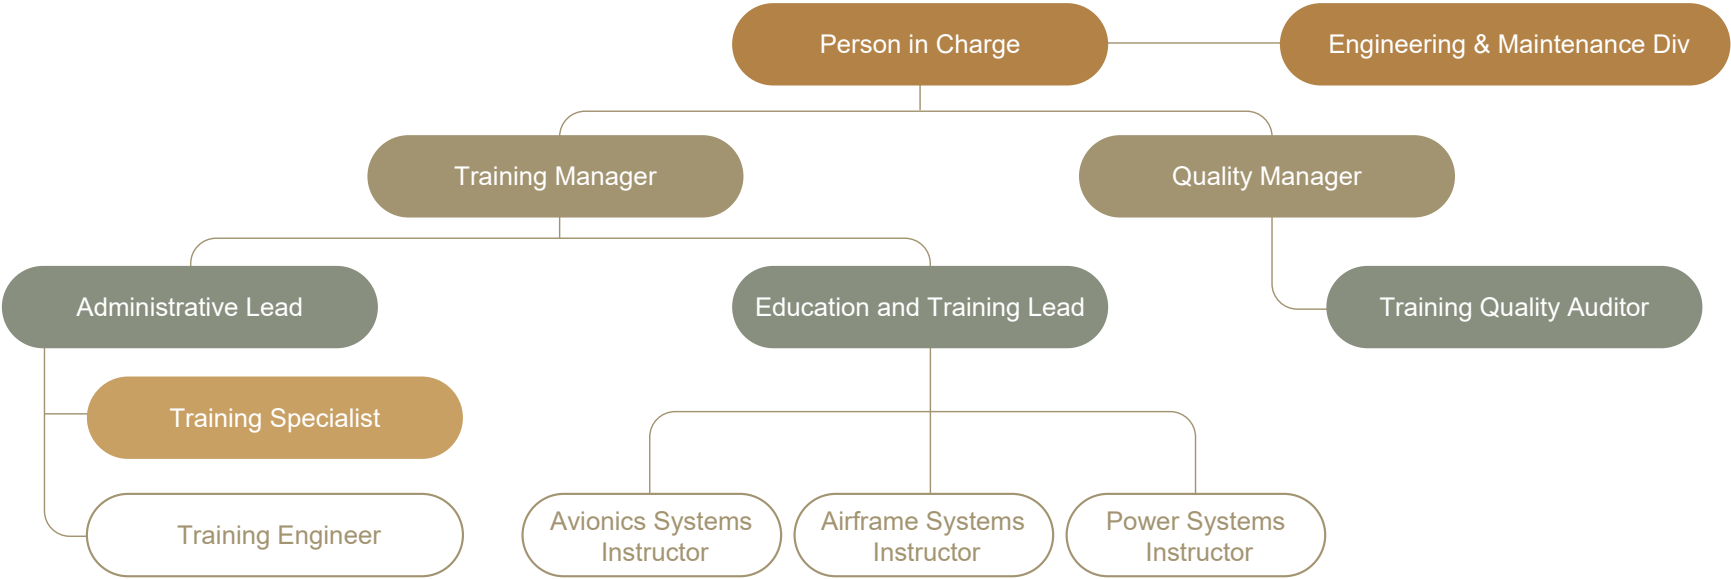 Person in Charge
Engineering & Maintenance Div
Training Manager
Quality Manager
Administrative Lead
Education and Training Lead
Training Quality Auditor
Training Specialist
Training Engineer
Avionics Systems
Instructor
Airframe Systems
Instructor
Power Systems
Instructor